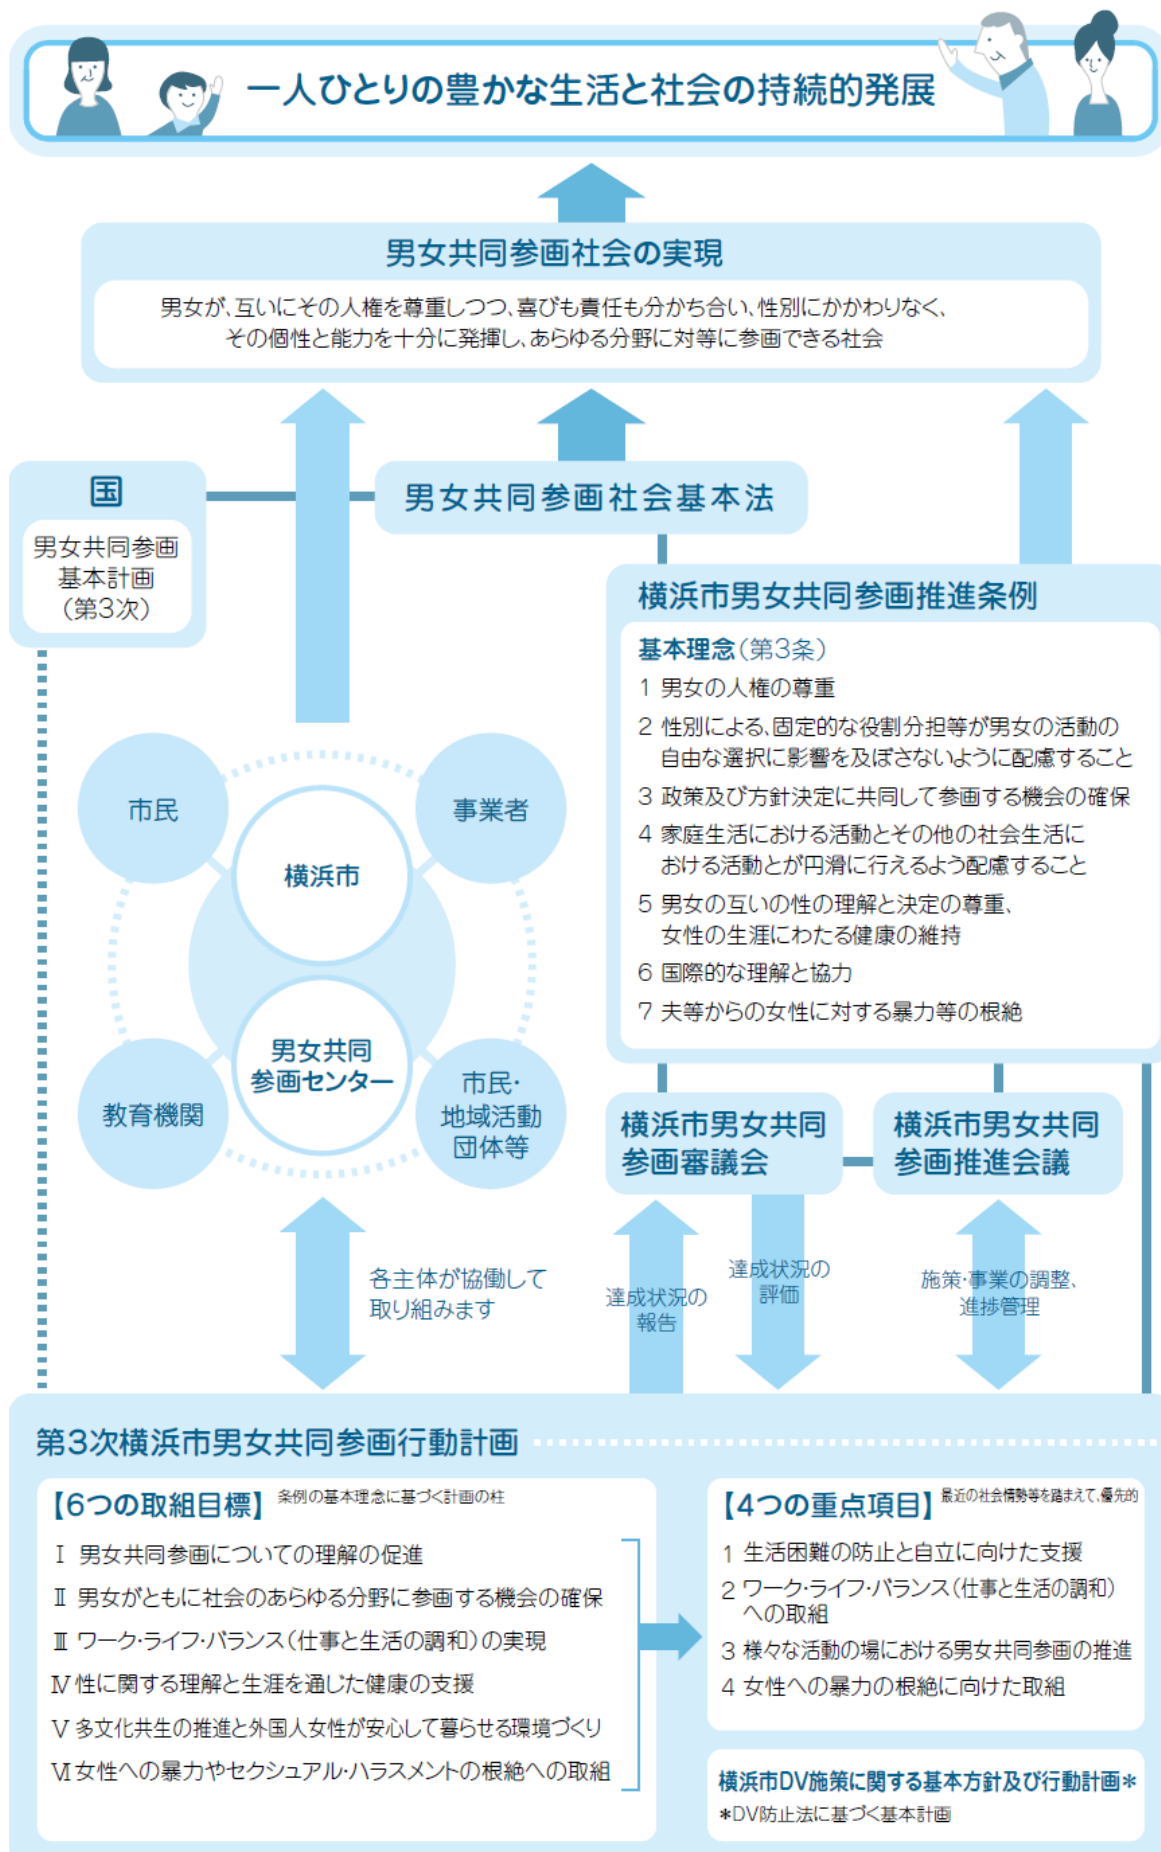 一人ひとりの豊かな生活と社会の持続的発展
男女共同参画社会の実現
男女が、互いにその人権を尊重しつつ、喜びも責任も分かち合い、性別にかかわりなく、
その個性と能力を十分に発揮し、あらゆる分野に対等に参画できる社会
国
男女共同参画
基本計画
（第3次）
男女共同参画社会基本法
横浜市男女共同参画推進条例
基本理念（第3条）
1 男女の人権の尊重
2 性別による、固定的な役割分担等が男女の活動の
自由な選択に影響を及ぼさないように配慮すること
3 政策及び方針決定に共同して参画する機会の確保
4 家庭生活における活動とその他の社会生活に
おける活動とが円滑に行えるよう配慮すること
5 男女の互いの性の理解と決定の尊重、
女性の生涯にわたる健康の維持
6 国際的な理解と協力
7 夫等からの女性に対する暴力等の根絶
市民
事業者
横浜市
男女共同
参画センター
教育機関
市民・
地域活動
団体等
横浜市男女共同
参画審議会
横浜市男女共同
参画推進会議
各主体が協働して
取り組みます
達成状況の
報告
達成状況の
評価
施策・事業の調整、
進捗管理
第3次横浜市男女共同参画行動計画
【6つの取組目標】 条例の基本理念に基づく計画の柱
Ⅰ 男女共同参画についての理解の促進
Ⅱ 男女がともに社会のあらゆる分野に参画する機会の確保
Ⅲ ワーク・ライフ・バランス（仕事と生活の調和）の実現
Ⅳ 性に関する理解と生涯を通じた健康の支援
Ⅴ 多文化共生の推進と外国人女性が安心して暮らせる環境づくり
Ⅵ 女性への暴力やセクシュアル・ハラスメントの根絶への取組
【4つの重点項目】 最近の社会情勢等を踏まえて、優先的
1 生活困難の防止と自立に向けた支援
2 ワーク・ライフ・バランス（仕事と生活の調和）
への取組
3 様々な活動の場における男女共同参画の推進
4 女性への暴力の根絶に向けた取組
横浜市DV施策に関する基本方針及び行動計画＊
＊DV防止法に基づく基本計画